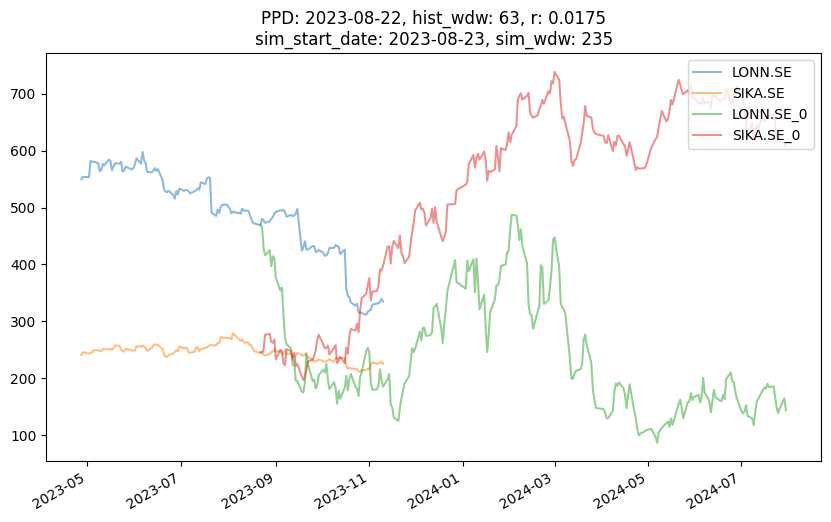 PPD: 2023-08-22, hist_wdw: 63, r: 0.0175
sim_start_date: 2023-08-23, sim_wdw: 235
LONN.SE
SIKA.SE
LONN.SE_0
SIKA.SE_0
700
600
500
400
300
200
100
2023-05
2023-07
2023-09
2023-11
2024-01
2024-03
2024-05
2024-07